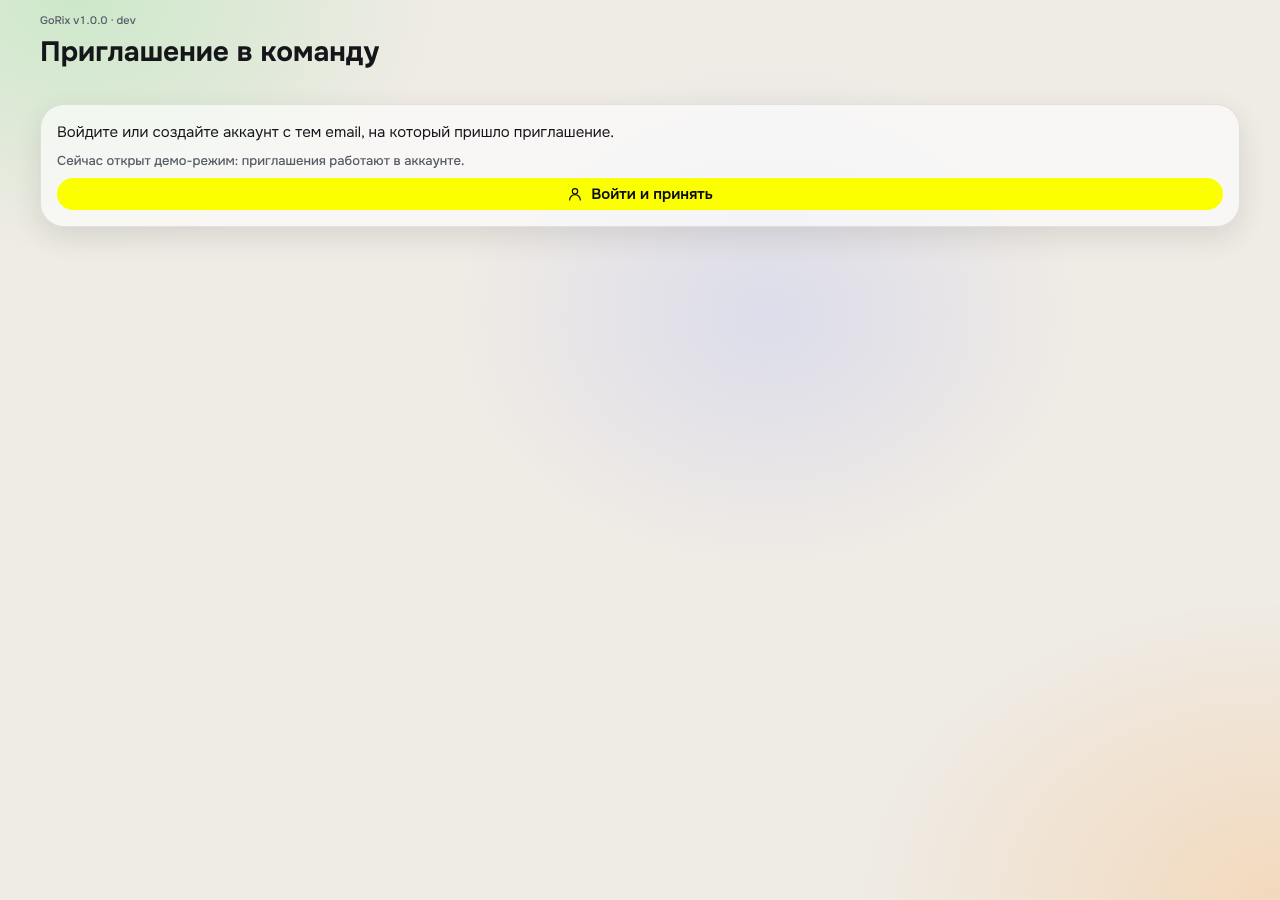 GoRix v1.0.0 · dev
Приглашение в команду
Войдите или создайте аккаунт с тем email, на который пришло приглашение.
Сейчас открыт демо-режим: приглашения работают в аккаунте.
Войти и принять